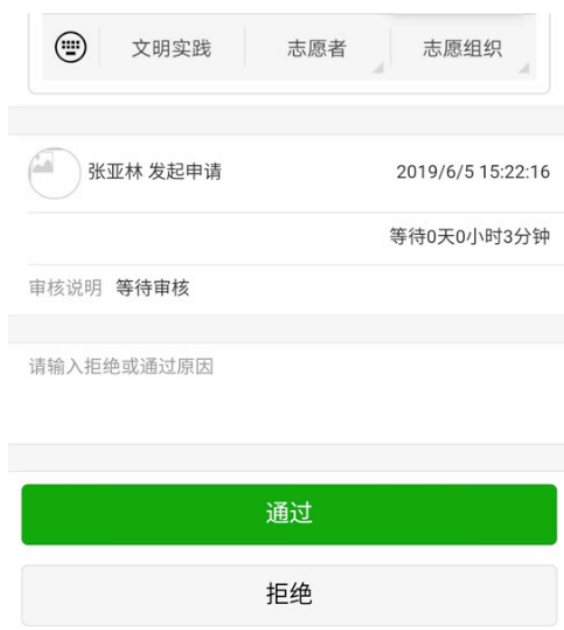 文明实践 志愿者 志愿组织
张亚林 发起申请 2019/6/5 15:22:16
等待0天0小时3分钟
审核说明 等待审核
请输入拒绝或通过原因
通过
拒绝